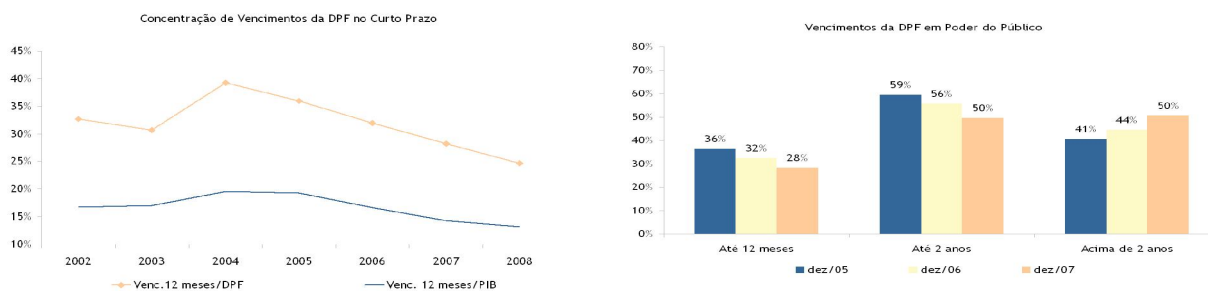 Concentração de Vencimentos da DPF no Curto Prazo
45%
40%
35%
30%
25%
20%
15%
10%
2002 2003 2004 2005 2006 2007 2008
Venc.12 meses/DPF Venc. 12 meses/PIB
Vencimentos da DPF em Poder do Público
80%
70%
60%
50%
40%
30%
20%
10%
0%
36% 32% 28%
59% 56% 50%
41% 44% 50%
Até 12 meses Até 2 anos Acima de 2 anos
dez/05 dez/06 dez/07